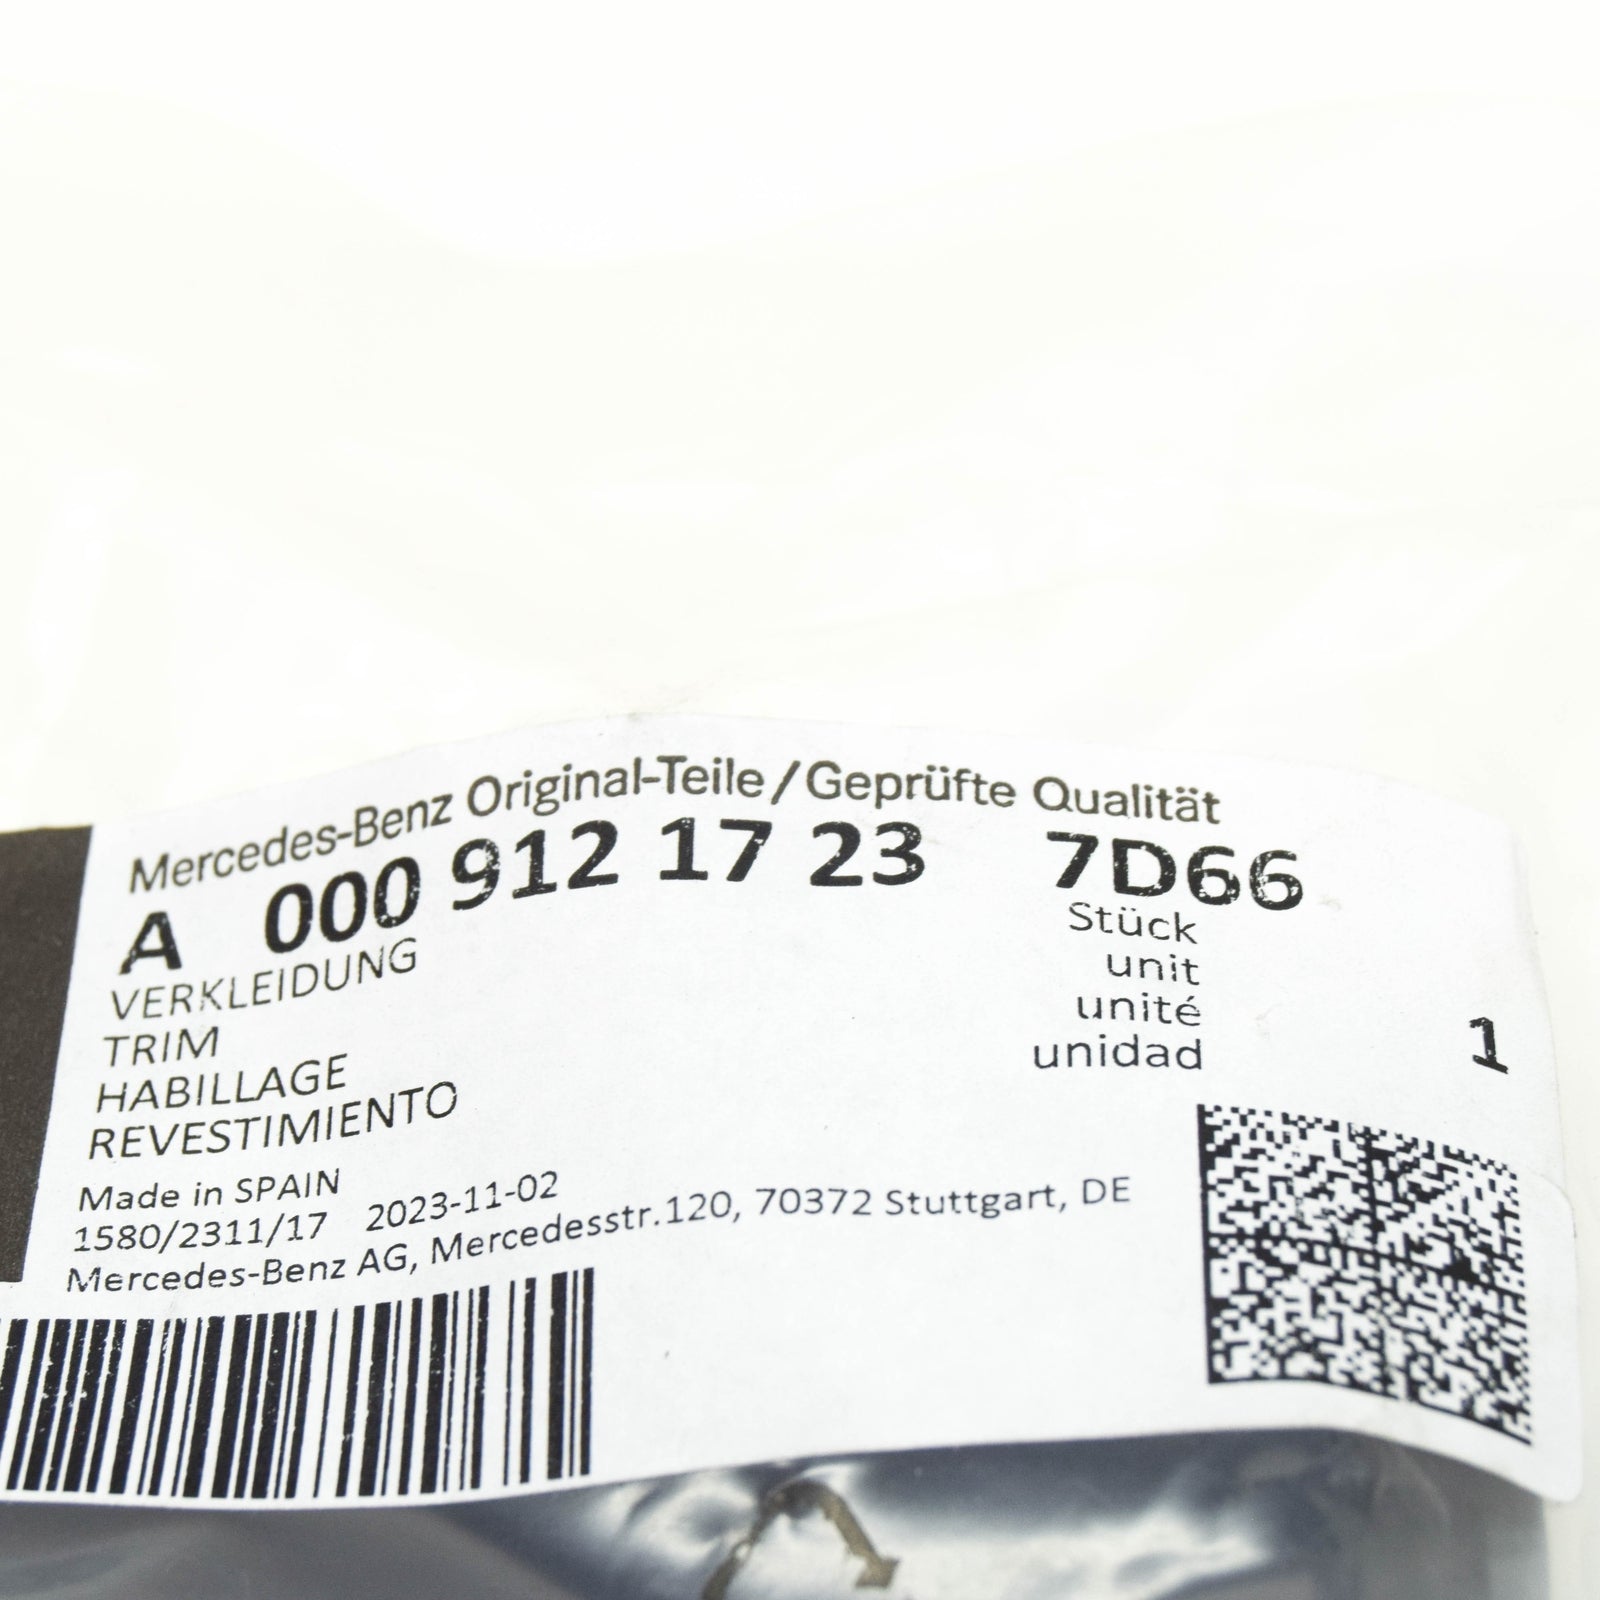 Mercedes-Benz Original-Teile/Geprüfte Qualität
A 000 912 17 23 7D66
VERKLEIDUNG
TRIM
HABILLAGE
REVESTIMIENTO
Stück
unit
unité
unidad
1
Made in SPAIN
1580/2311/17 2023-11-02
Mercedes-Benz AG, Mercedesstr.120, 70372 Stuttgart, DE